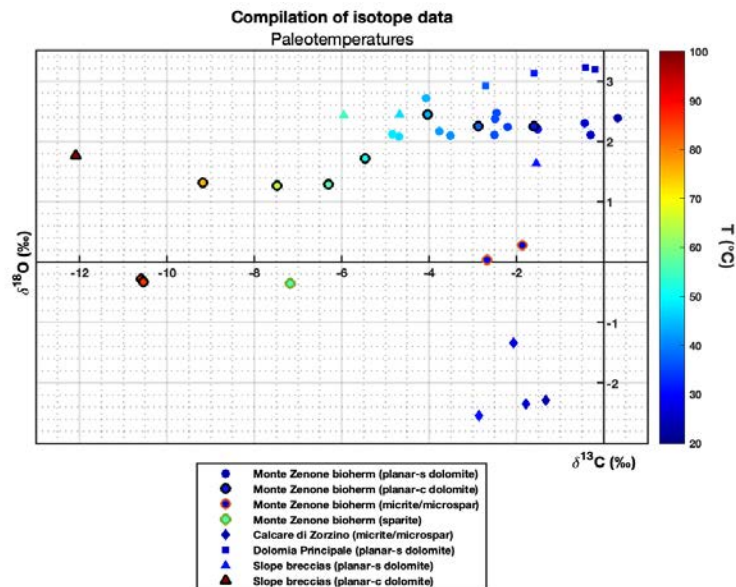 Compilation of isotope data
Paleotemperatures
3
2
1
-12
-10
-8
-6
-4
-2
-1
-2
δ18O (‰)
δ13C (‰)
100
90
80
70
60
50
40
30
20
T (°C)
Monte Zenone bioherm (planar-s dolomite)
Monte Zenone bioherm (planar-c dolomite)
Monte Zenone bioherm (micrite/microspar)
Monte Zenone bioherm (sparite)
Calcare di Zorzino (micrite/microspar)
Dolomia Principale (planar-s dolomite)
Slope breccias (planar-s dolomite)
Slope breccias (planar-c dolomite)